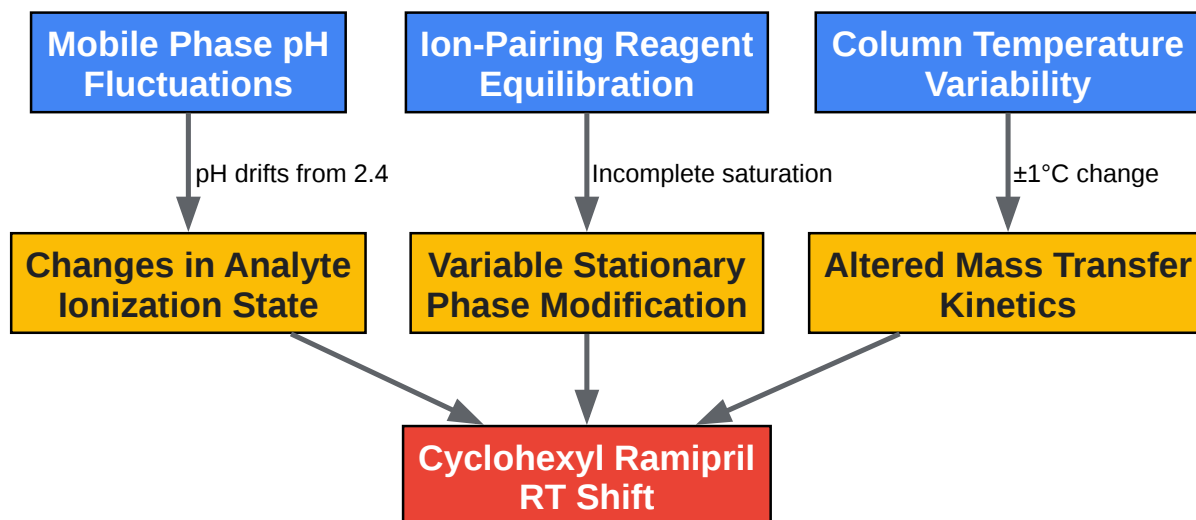 Mobile Phase pH
Fluctuations
Ion-Pairing Reagent
Equilibration
Column Temperature
Variability
pH drifts from 2.4
Incomplete saturation
±1°C change
Changes in Analyte
Ionization State
Variable Stationary
Phase Modification
Altered Mass Transfer
Kinetics
Cyclohexyl Ramipril
RT Shift